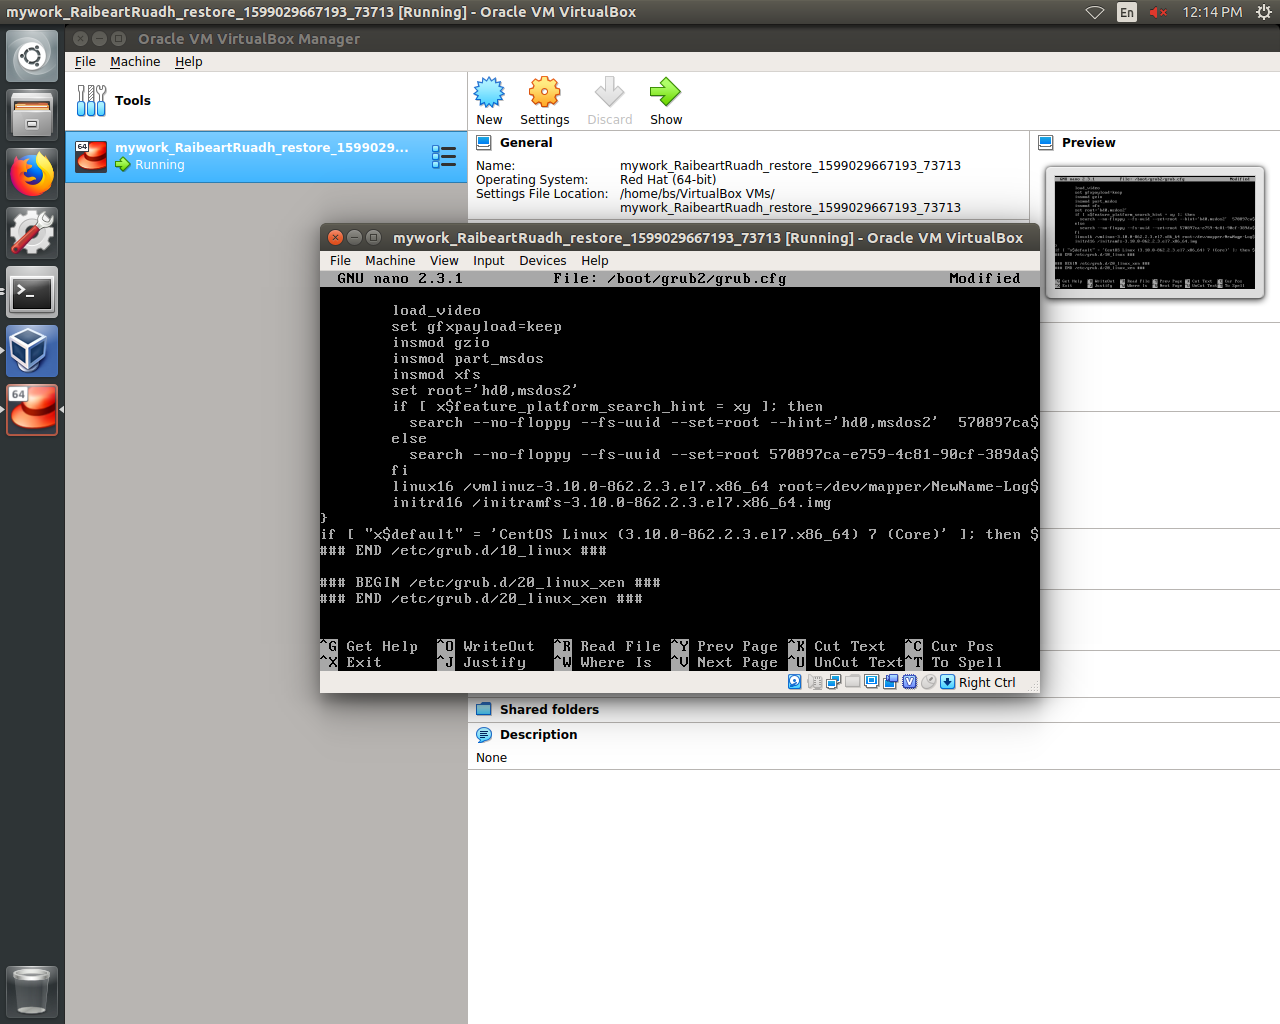 mywork_RaibeartRuadh_restore_1599029667193_73713 [Running] - Oracle VM VirtualBox
En
12:14 PM
Oracle VM VirtualBox Manager
File Machine Help
Tools
New Settings Discard Show
64
mywork_RaibeartRuadh_restore_1599029...
Running
General
Name: mywork_RaibeartRuadh_restore_1599029667193_73713
Operating System: Red Hat (64-bit)
Settings File Location: /home/bs/VirtualBox VMs/
mywork_RaibeartRuadh_restore_1599029667193_73713
Preview
mywork_RaibeartRuadh_restore_1599029667193_73713 [Running] - Oracle VM VirtualBox
File Machine View Input Devices Help
GNU nano 2.3.1 File: /boot/grub2/grub.cfg Modified
load_video
set gfxpayload=keep
insmod gzio
insmod part_msdos
insmod xfs
set root='hd0,msdos2'
if [ x$feature_platform_search_hint = xy ]; then
search --no-floppy --fs-uuid --set=root --hint='hd0,msdos2' 570897ca$
else
search --no-floppy --fs-uuid --set=root 570897ca-e759-4c81-90cf-389da$
fi
linux16 /vmlinuz-3.10.0-862.2.3.el7.x86_64 root=/dev/mapper/NewName-Log$
initrd16 /initramfs-3.10.0-862.2.3.el7.x86_64.img
}
if [ "x$default" = 'CentOS Linux (3.10.0-862.2.3.el7.x86_64) 7 (Core)' ]; then $
### END /etc/grub.d/10_linux ###
### BEGIN /etc/grub.d/20_linux_xen ###
### END /etc/grub.d/20_linux_xen ###
^G Get Help ^O WriteOut ^R Read File ^Y Prev Page ^K Cut Text ^C Cur Pos
^X Exit ^J Justify ^W Where Is ^V Next Page ^U UnCut Text ^T To Spell
Right Ctrl
64
Shared folders
Description
None